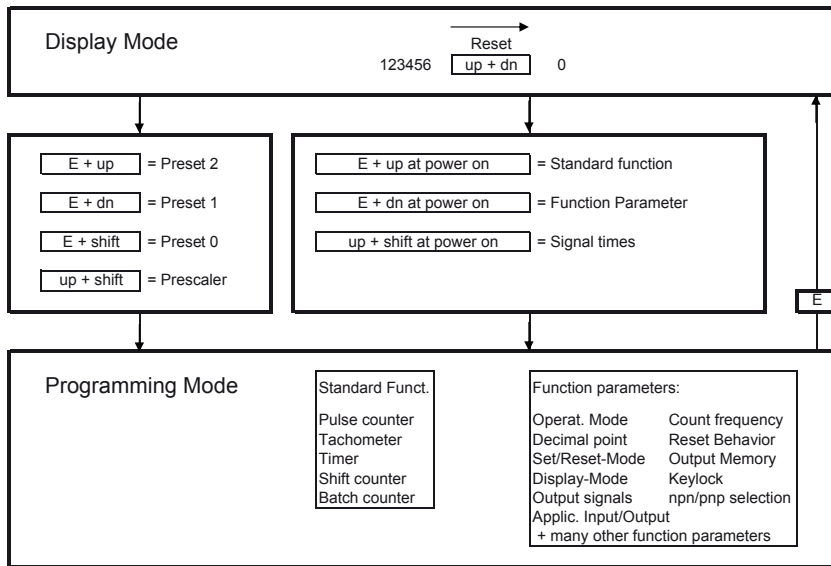 Display Mode
Reset
123456 up + dn 0
E + up = Preset 2
E + dn = Preset 1
E + shift = Preset 0
up + shift = Prescaler
E + up at power on = Standard function
E + dn at power on = Function Parameter
up + shift at power on = Signal times
E
Programming Mode
Standard Funct.
Pulse counter
Tachometer
Timer
Shift counter
Batch counter
Function parameters:
Operat. Mode Count frequency
Decimal point Reset Behavior
Set/Reset-Mode Output Memory
Display-Mode Keylock
Output signals npn/pnp selection
Applic. Input/Output
+ many other function parameters